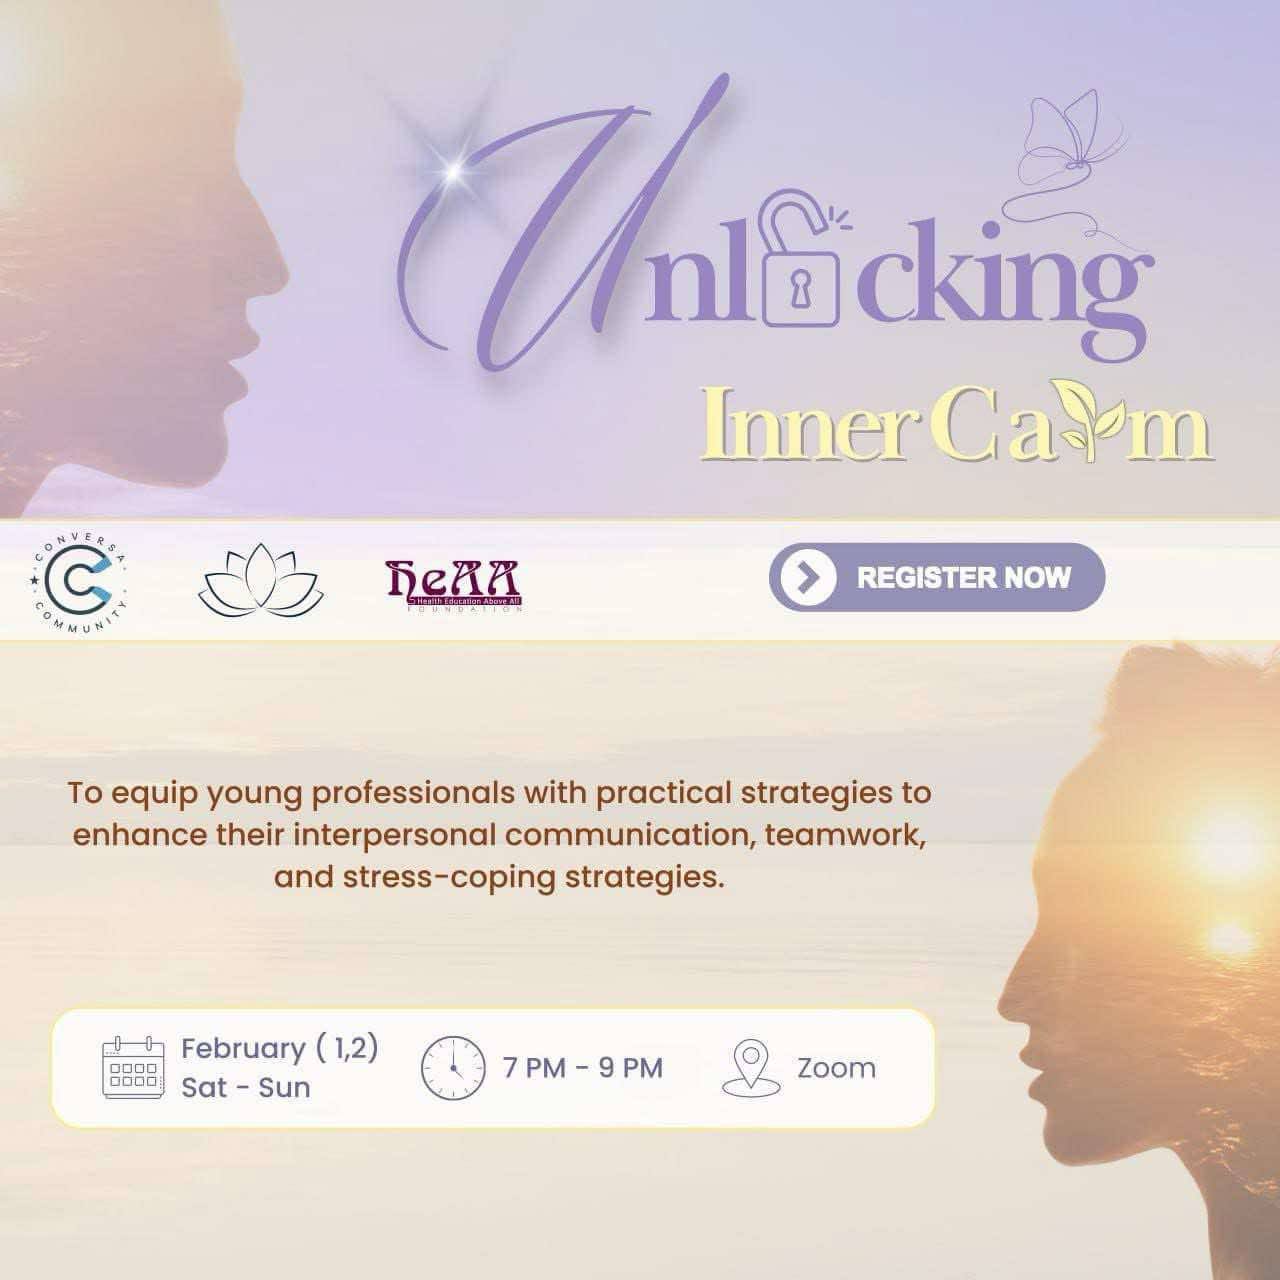 Unlocking
Inner Calm
CONVERSA COMMUNITY
HeAA
Health Education Above All
FOUNDATION
REGISTER NOW
To equip young professionals with practical strategies to
enhance their interpersonal communication, teamwork,
and stress-coping strategies.
February ( 1,2)
Sat - Sun
7 PM - 9 PM
Zoom